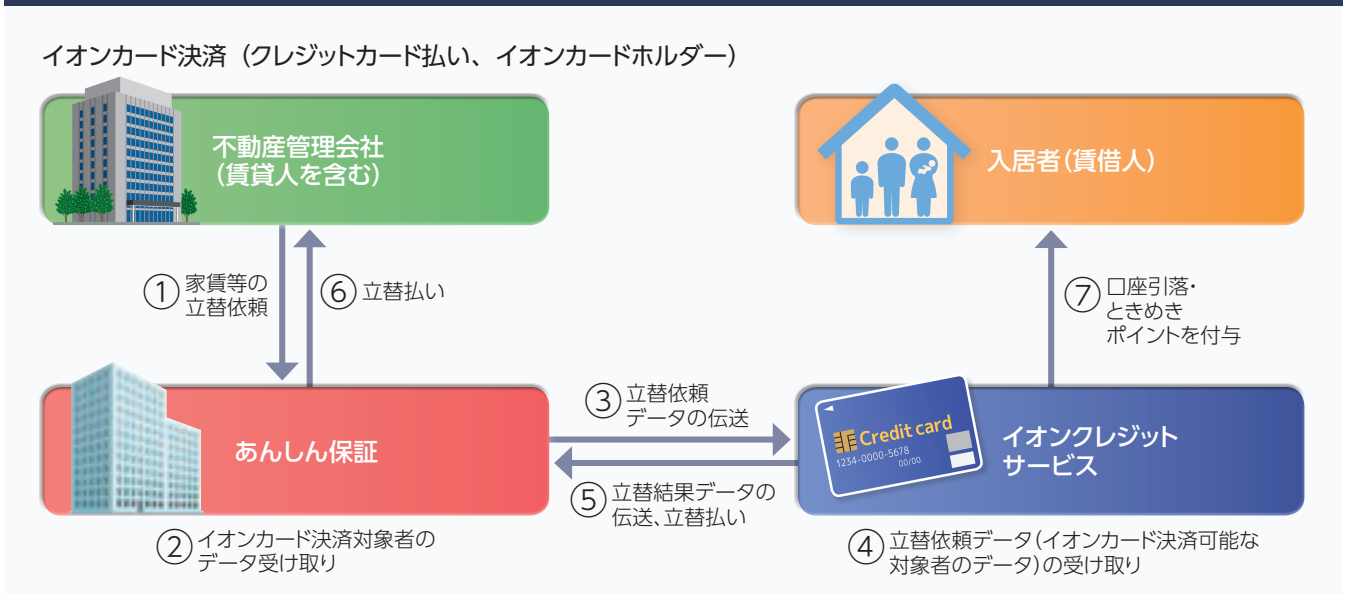 イオンカード決済（クレジットカード払い、イオンカードホルダー）
不動産管理会社
（賃貸人を含む）
入居者（賃借人）
① 家賃等の
立替依頼
⑥ 立替払い
⑦ 口座引落・
ときめき
ポイントを付与
あんしん保証
③ 立替依頼
データの伝送
⑤ 立替結果データの
伝送、立替払い
Credit card
1234-0000-5678
00/00
イオンクレジット
サービス
② イオンカード決済対象者の
データ受け取り
④ 立替依頼データ（イオンカード決済可能な
対象者のデータ）の受け取り